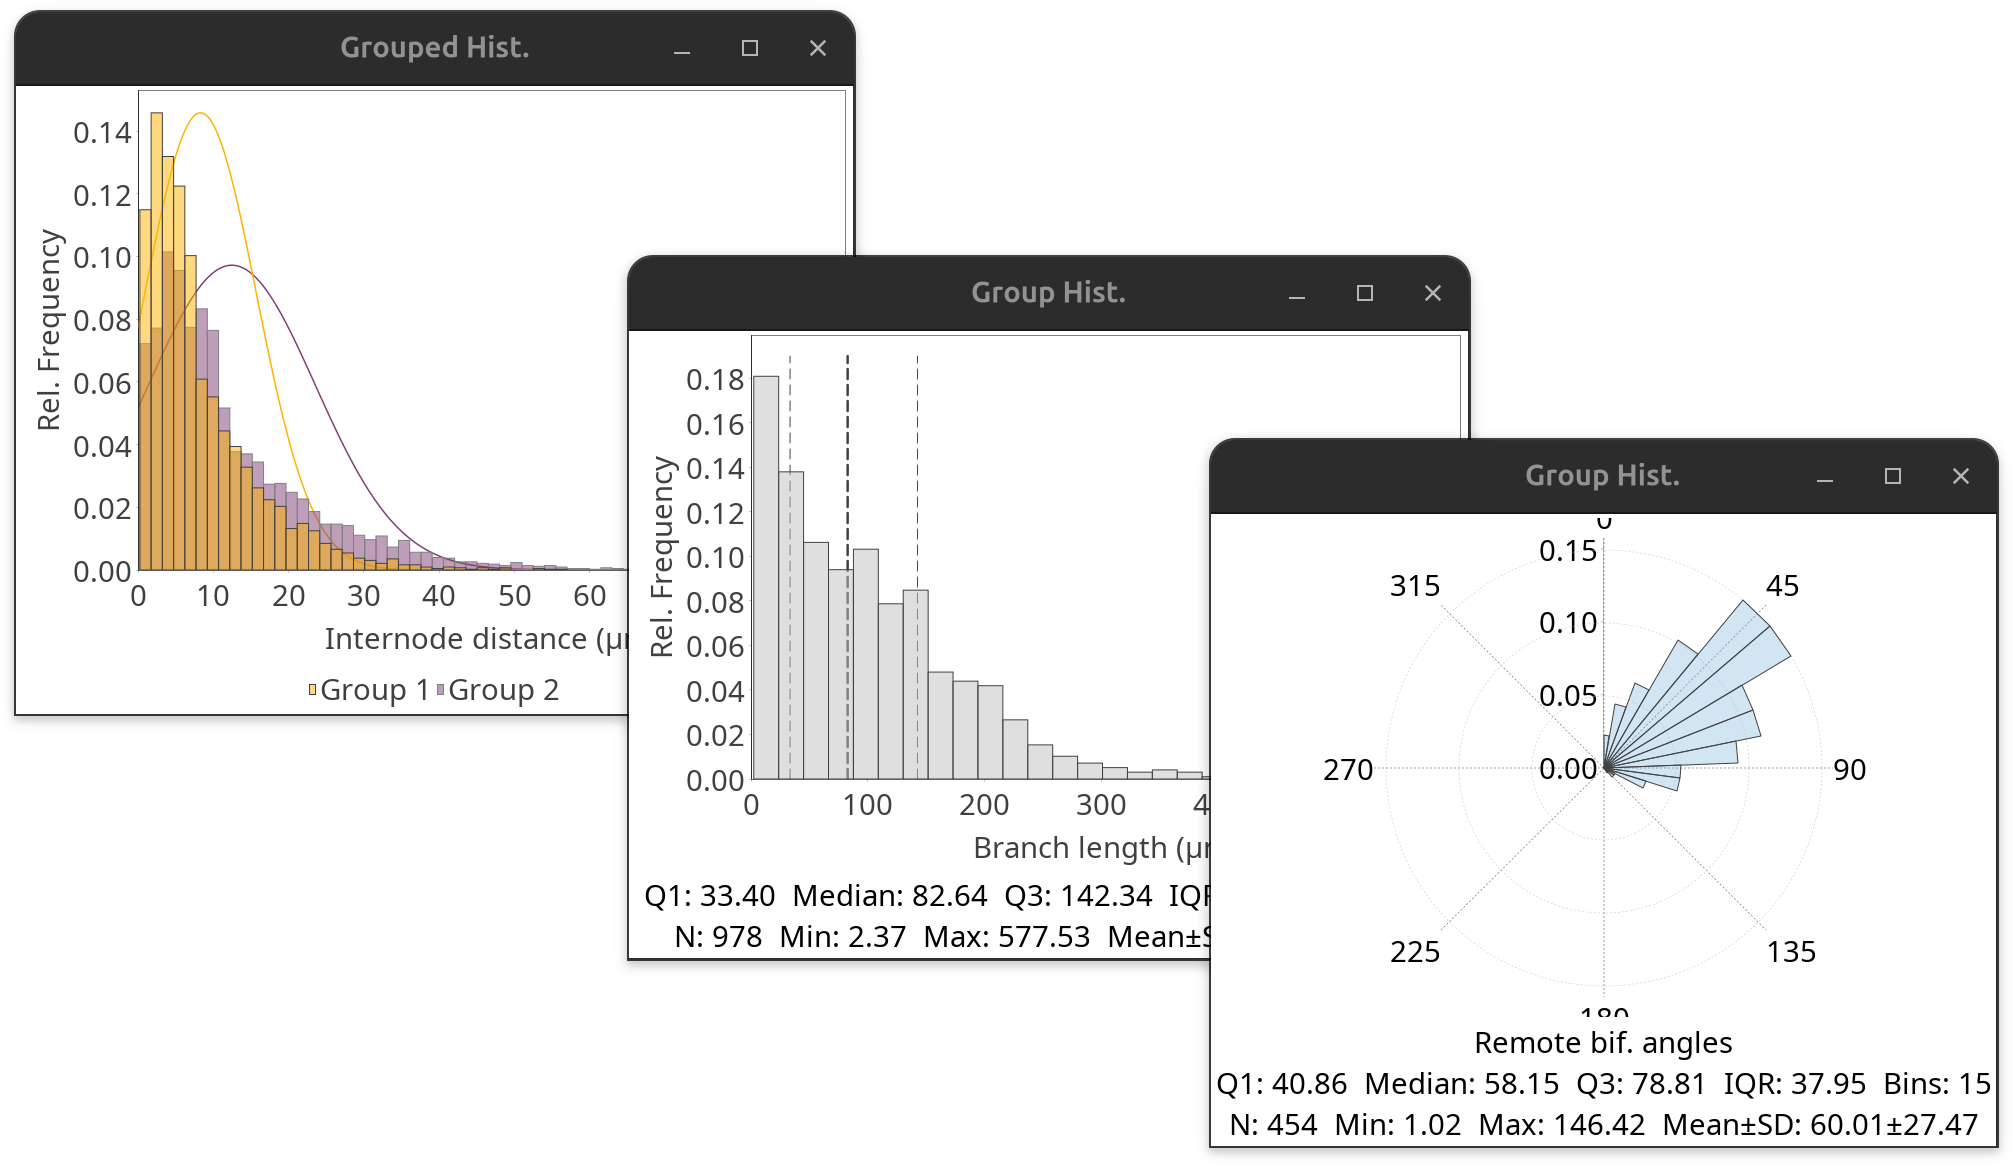 Grouped Hist.
Rel. Frequency
0.14
0.12
0.10
0.08
0.06
0.04
0.02
0.00
0 10 20 30 40 50 60
Internode distance (μ
Group 1 Group 2
Group Hist.
Rel. Frequency
0.18
0.16
0.14
0.12
0.10
0.08
0.06
0.04
0.02
0.00
0 100 200 300 4
Branch length (μ
Q1: 33.40 Median: 82.64 Q3: 142.34 IQ
N: 978 Min: 2.37 Max: 577.53 Mean±
Group Hist.
0
0.15
315 45
0.10
0.05
270 0.00 90
225 135
180
Remote bif. angles
Q1: 40.86 Median: 58.15 Q3: 78.81 IQR: 37.95 Bins: 15
N: 454 Min: 1.02 Max: 146.42 Mean±SD: 60.01±27.47